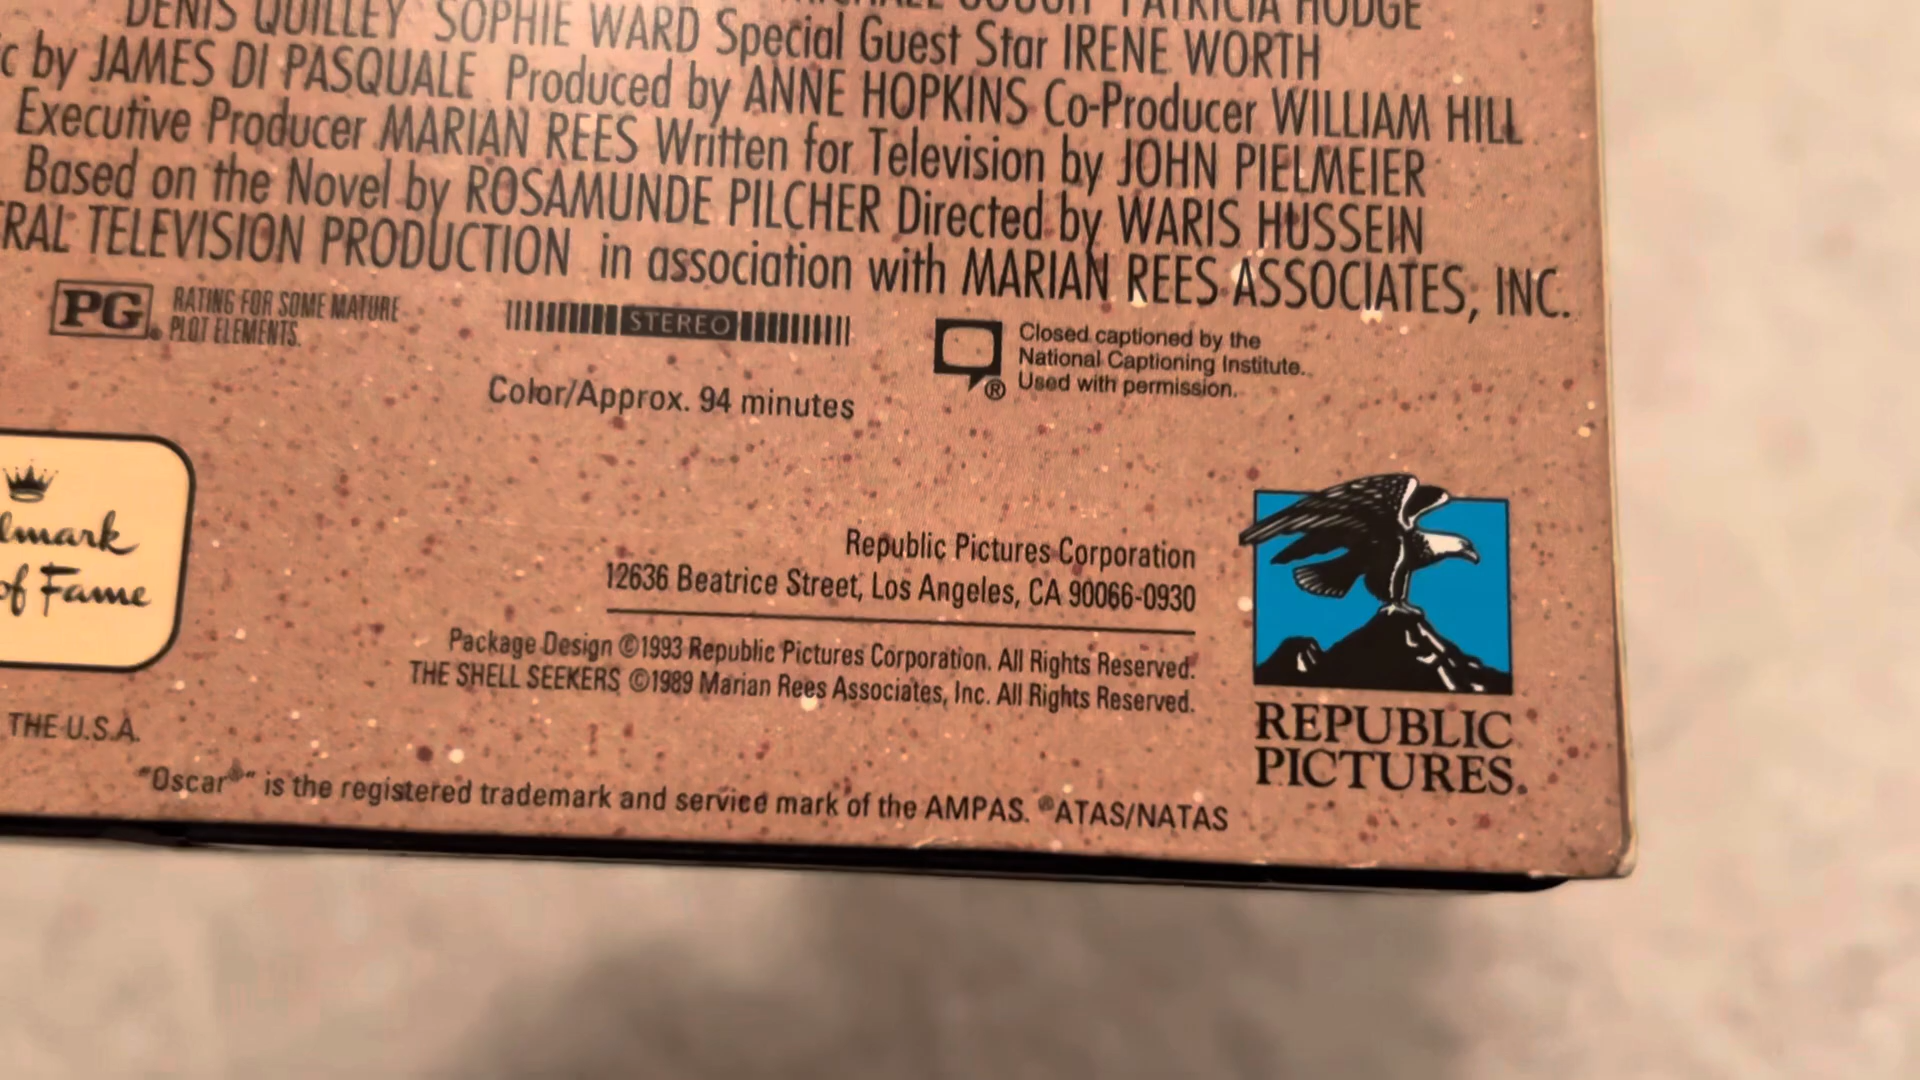 DENIS QUILLEY SOPHIE WARD Special Guest Star IRENE WORTH
PATRICIA HODGE
c by JAMES DI PASQUALE Produced by ANNE HOPKINS Co-Producer WILLIAM HILL
Executive Producer MARIAN REES Written for Television by JOHN PIELMEIER
Based on the Novel by ROSAMUNDE PILCHER Directed by WARIS HUSSEIN
RAL TELEVISION PRODUCTION in association with MARIAN REES ASSOCIATES, INC.
PG® RATING FOR SOME MATURE
PLOT ELEMENTS.
STEREO
Color/Approx. 94 minutes
Closed captioned by the
National Captioning Institute.
® Used with permission.
lmark
of Fame
Republic Pictures Corporation
12636 Beatrice Street, Los Angeles, CA 90066-0930
Package Design ©1993 Republic Pictures Corporation. All Rights Reserved.
THE SHELL SEEKERS ©1989 Marian Rees Associates, Inc. All Rights Reserved.
REPUBLIC
PICTURES®
THE U.S.A.
"Oscar®" is the registered trademark and service mark of the AMPAS. ®ATAS/NATAS